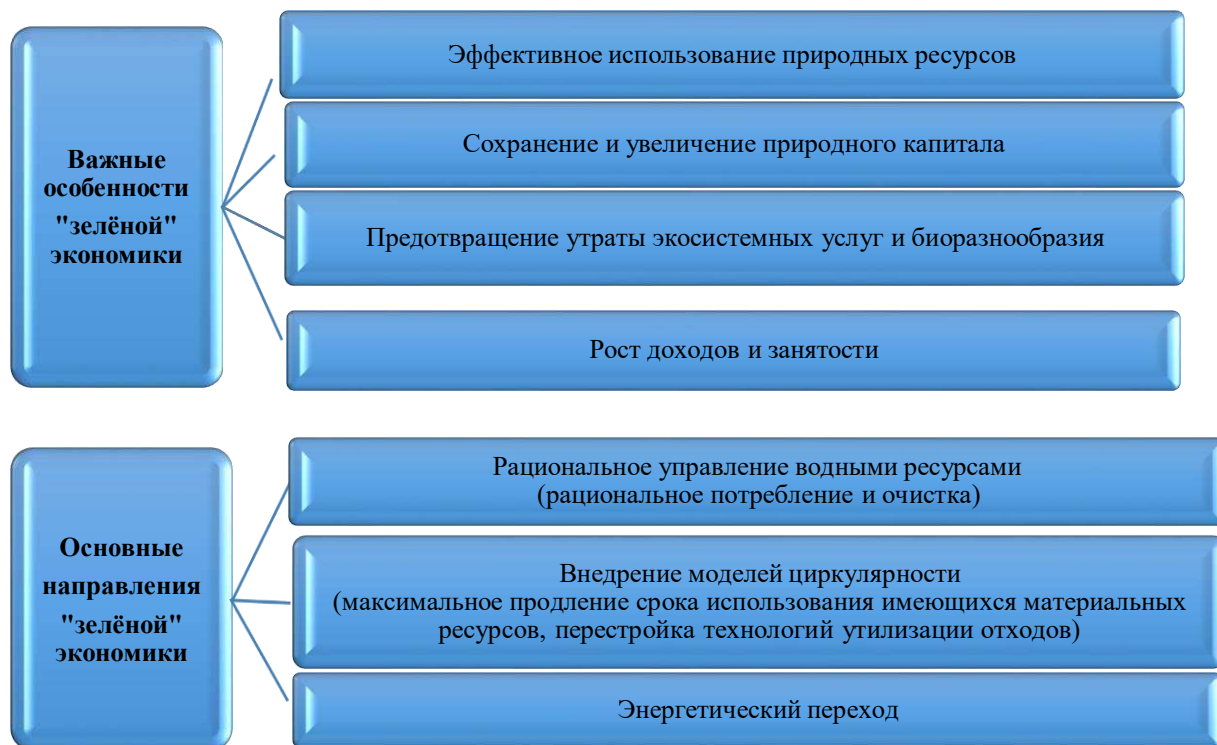 Важные
особенности
"зелёной"
экономики
Эффективное использование природных ресурсов
Сохранение и увеличение природного капитала
Предотвращение утраты экосистемных услуг и биоразнообразия
Рост доходов и занятости
Основные
направления
"зелёной"
экономики
Рациональное управление водными ресурсами
(рациональное потребление и очистка)
Внедрение моделей циркулярности
(максимальное продление срока использования имеющихся материальных
ресурсов, перестройка технологий утилизации отходов)
Энергетический переход